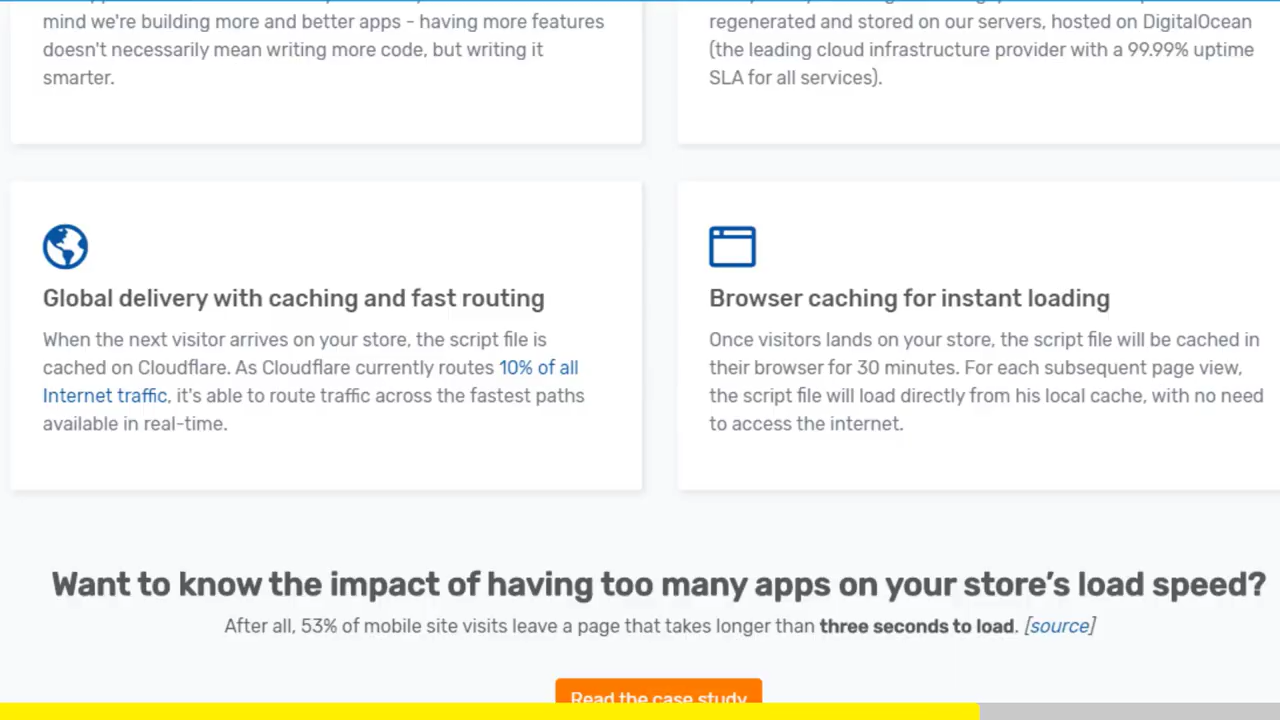 mind we're building more and better apps - having more features
doesn't necessarily mean writing more code, but writing it
smarter.
regenerated and stored on our servers, hosted on DigitalOcean
(the leading cloud infrastructure provider with a 99.99% uptime
SLA for all services).
Global delivery with caching and fast routing
When the next visitor arrives on your store, the script file is
cached on Cloudflare. As Cloudflare currently routes 10% of all
Internet traffic, it's able to route traffic across the fastest paths
available in real-time.
Browser caching for instant loading
Once visitors lands on your store, the script file will be cached in
their browser for 30 minutes. For each subsequent page view,
the script file will load directly from his local cache, with no need
to access the internet.
Want to know the impact of having too many apps on your store's load speed?
After all, 53% of mobile site visits leave a page that takes longer than three seconds to load. [source]
Read the case study